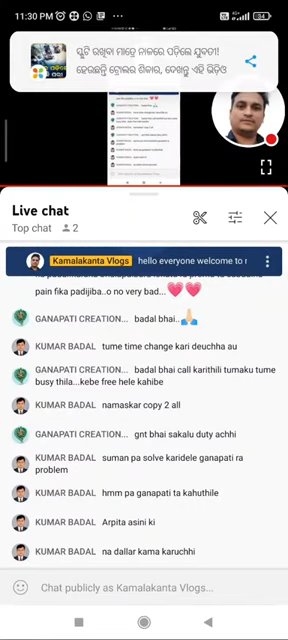 11:30 PM
ସ୍କୁଟି ରଖିବା ମାତ୍ରେ ନାଳରେ ପଡ଼ିଲେ ଯୁବତୀ!
ହେଉଛନ୍ତି ଟ୍ରୋଲର ଶିକାର, ଦେଖନ୍ତୁ ଏହି ଭିଡ଼ିଓ
Live chat
Top chat 2
Kamalakanta Vlogs hello everyone welcome to r
pain fika padijiba..o no very bad...💗💗
GANAPATI CREATION... badal bhai..🙏
KUMAR BADAL tume time change kari deuchha au
GANAPATI CREATION... badal bhai call karithili tumaku tume
busy thila...kebe free hele kahibe
KUMAR BADAL namaskar copy 2 all
GANAPATI CREATION... gnt bhai sakalu duty achhi
KUMAR BADAL suman pa solve karidele ganapati ra
problem
KUMAR BADAL hmm pa ganapati ta kahuthile
KUMAR BADAL Arpita asini ki
KUMAR BADAL na dallar kama karuchhi
Chat publicly as Kamalakanta Vlogs...